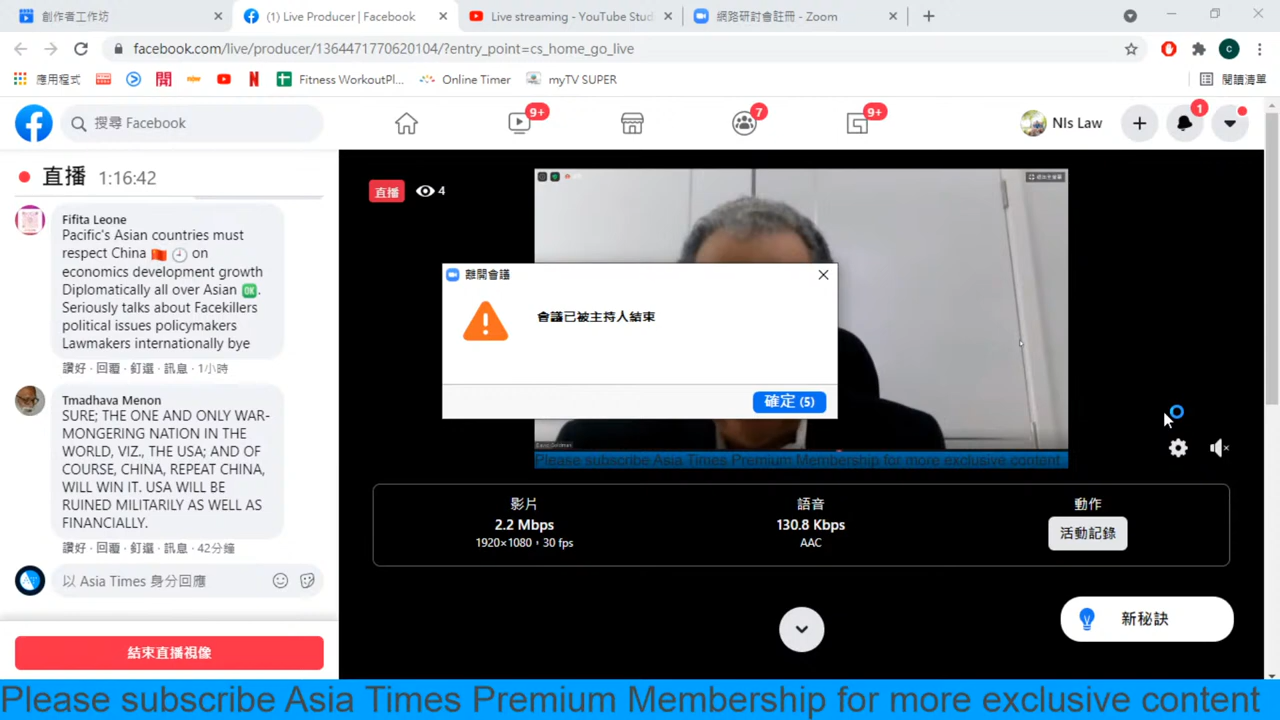 創作者工作坊
(1) Live Producer | Facebook
Live streaming - YouTube Stud
網路研討會註冊 - Zoom
facebook.com/live/producer/1364471770620104/?entry_point=cs_home_go_live
C
應用程式
Fitness WorkoutPl...
Online Timer
myTV SUPER
閱讀清單
搜尋 Facebook
9+
7
9+
NIs Law
1
直播 1:16:42
Fifita Leone
Pacific's Asian countries must
respect China 🇨🇳 🕘 on
economics development growth
Diplomatically all over Asian 🆗.
Seriously talks about Facekillers
political issues policymakers
Lawmakers internationally bye
讚好 · 回覆 · 釘選 · 訊息 · 1小時
Tmadhava Menon
SURE; THE ONE AND ONLY WAR-
MONGERING NATION IN THE
WORLD, VIZ., THE USA; AND OF
COURSE, CHINA, REPEAT CHINA,
WILL WIN IT. USA WILL BE
RUINED MILITARILY AS WELL AS
FINANCIALLY.
讚好 · 回覆 · 釘選 · 訊息 · 42分鐘
以 Asia Times 身分回應
結束直播視像
直播
4
離開會議
會議已被主持人結束
確定 (5)
Please subscribe Asia Times Premium Membership for more exclusive content
影片
2.2 Mbps
1920×1080，30 fps
語音
130.8 Kbps
AAC
動作
活動記錄
新秘訣
Please subscribe Asia Times Premium Membership for more exclusive content